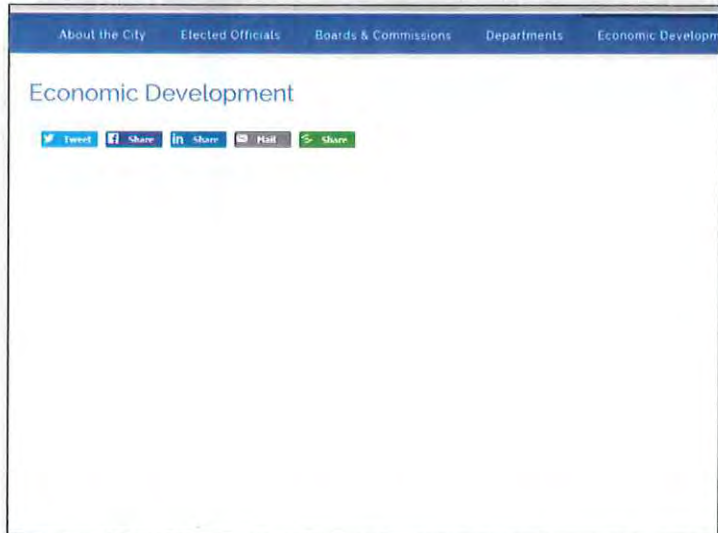 About the City Elected Officials Boards & Commissions Departments Economic Developm
Economic Development
Tweet Share Share Mail Share